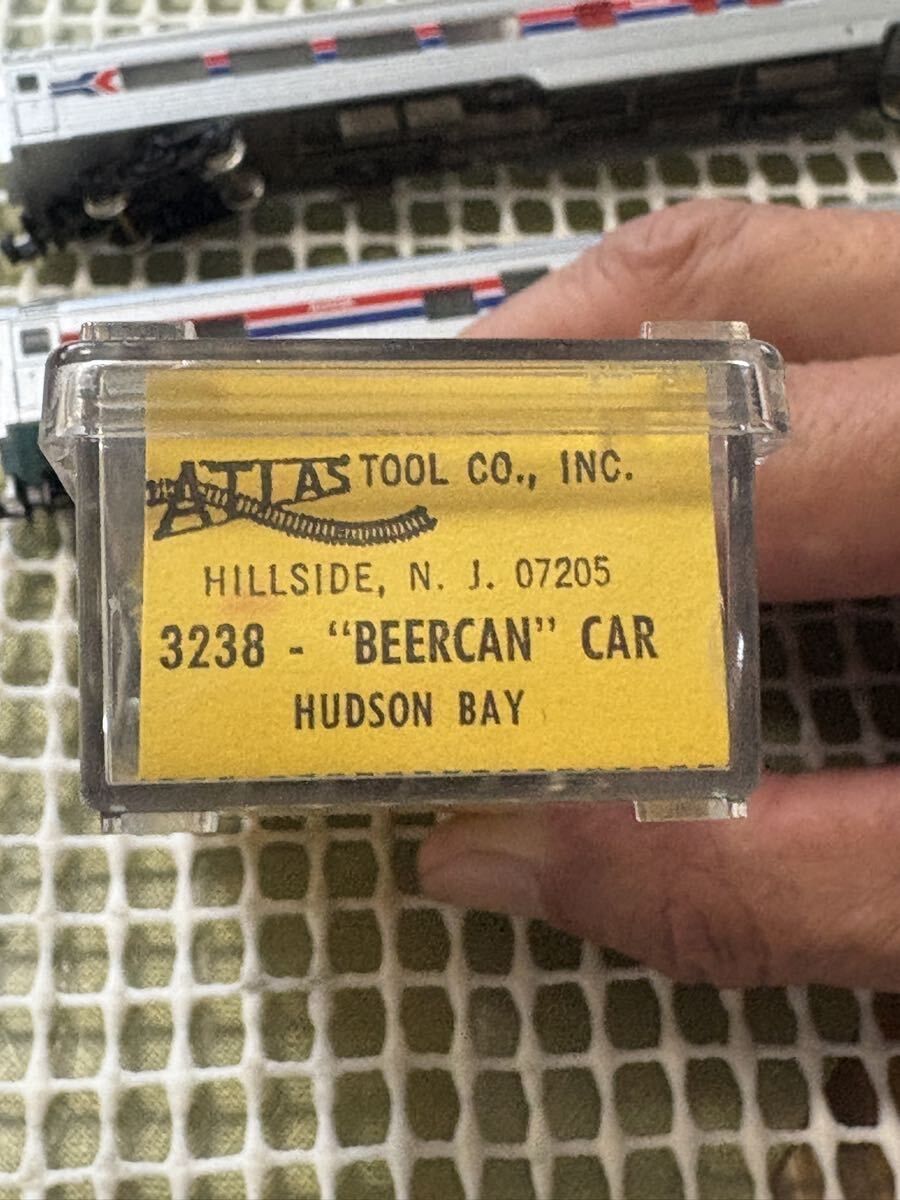 ATLAS TOOL CO., INC.
HILLSIDE, N. J. 07205
3238 - "BEERCAN" CAR
HUDSON BAY